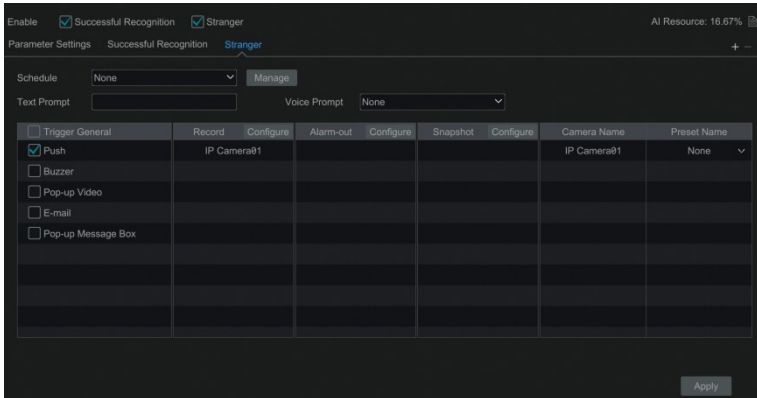 Enable Successful Recognition Stranger AI Resource: 16.67%
Parameter Settings Successful Recognition Stranger + −
Schedule None Manage
Text Prompt Voice Prompt None
Trigger General Record Configure Alarm-out Configure Snapshot Configure Camera Name Preset Name
Push IP Camera01 IP Camera01 None
Buzzer
Pop-up Video
E-mail
Pop-up Message Box
Apply